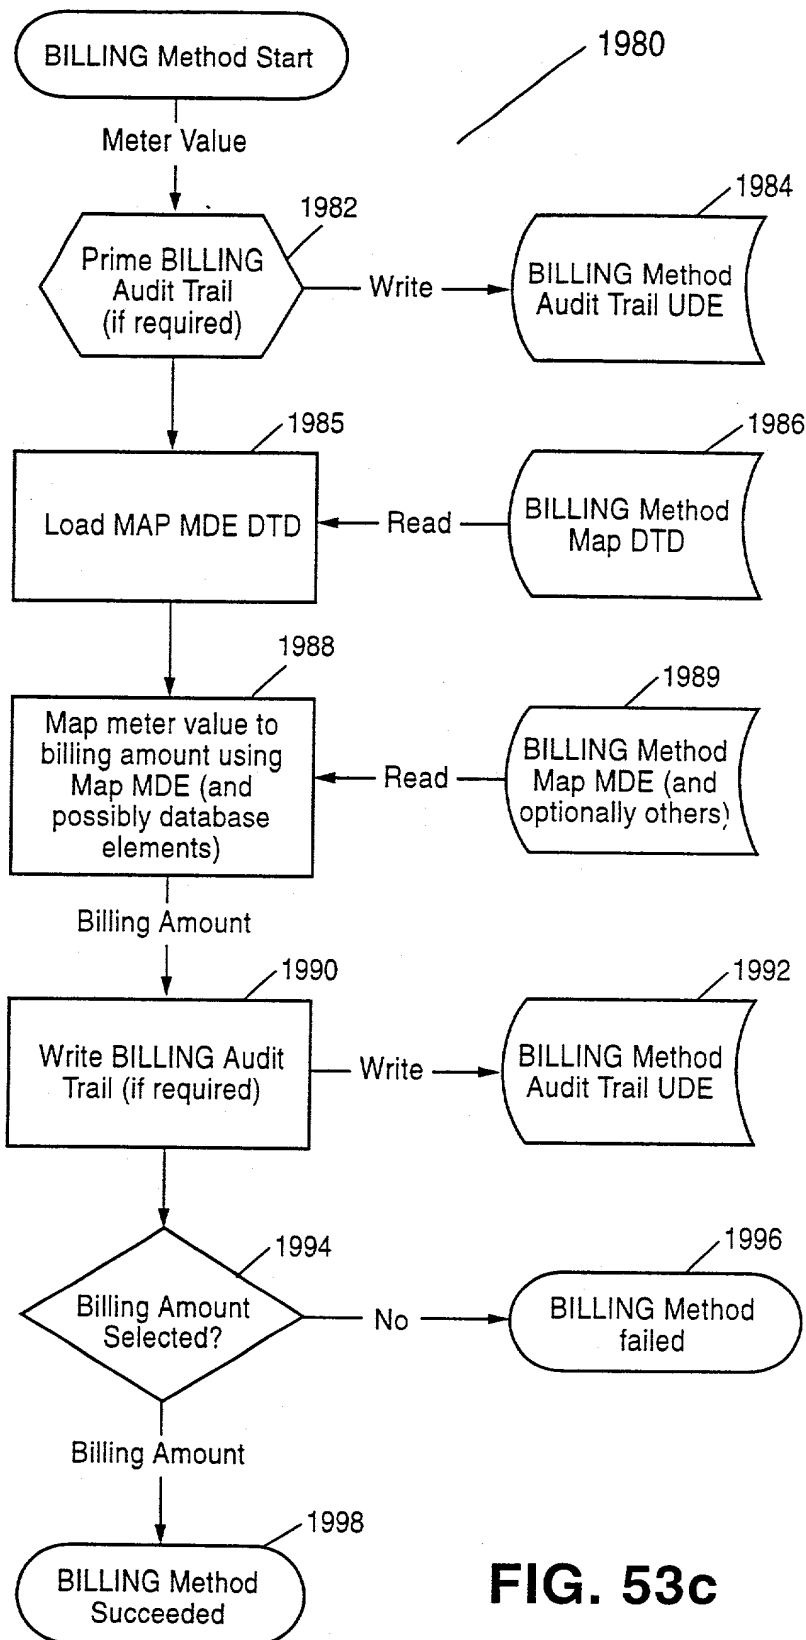 BILLING Method Start
1980
Meter Value
1982
Prime BILLING
Audit Trail
(if required)
Write
1984
BILLING Method
Audit Trail UDE
1985
Load MAP MDE DTD
Read
1986
BILLING Method
Map DTD
1988
Map meter value to
billing amount using
Map MDE (and
possibly database
elements)
Read
1989
BILLING Method
Map MDE (and
optionally others)
Billing Amount
1990
Write BILLING Audit
Trail (if required)
Write
1992
BILLING Method
Audit Trail UDE
1994
Billing Amount
Selected?
No
1996
BILLING Method
failed
Billing Amount
1998
BILLING Method
Succeeded
FIG. 53c